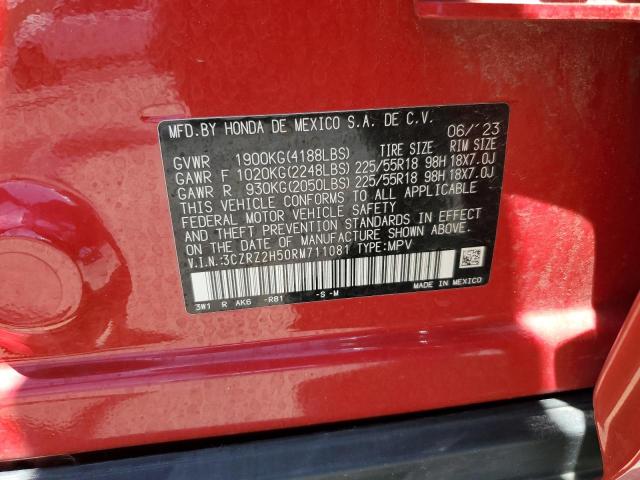 MFD.BY HONDA DE MEXICO S.A. DE C.V. 06/'23
GVWR 1900KG(4188LBS) TIRE SIZE RIM SIZE
GAWR F 1020KG(2248LBS) 225/55R18 98H 18X7.0J
GAWR R 930KG(2050LBS) 225/55R18 98H 18X7.0J
THIS VEHICLE CONFORMS TO ALL APPLICABLE
FEDERAL MOTOR VEHICLE SAFETY
AND THEFT PREVENTION STANDARDS IN EFFECT
ON THE DATE OF MANUFACTURE SHOWN ABOVE.
V.I.N.:3CZRZ2H50RM711081 TYPE:MPV
3W1 R AK6 -R81 -S -M MADE IN MEXICO